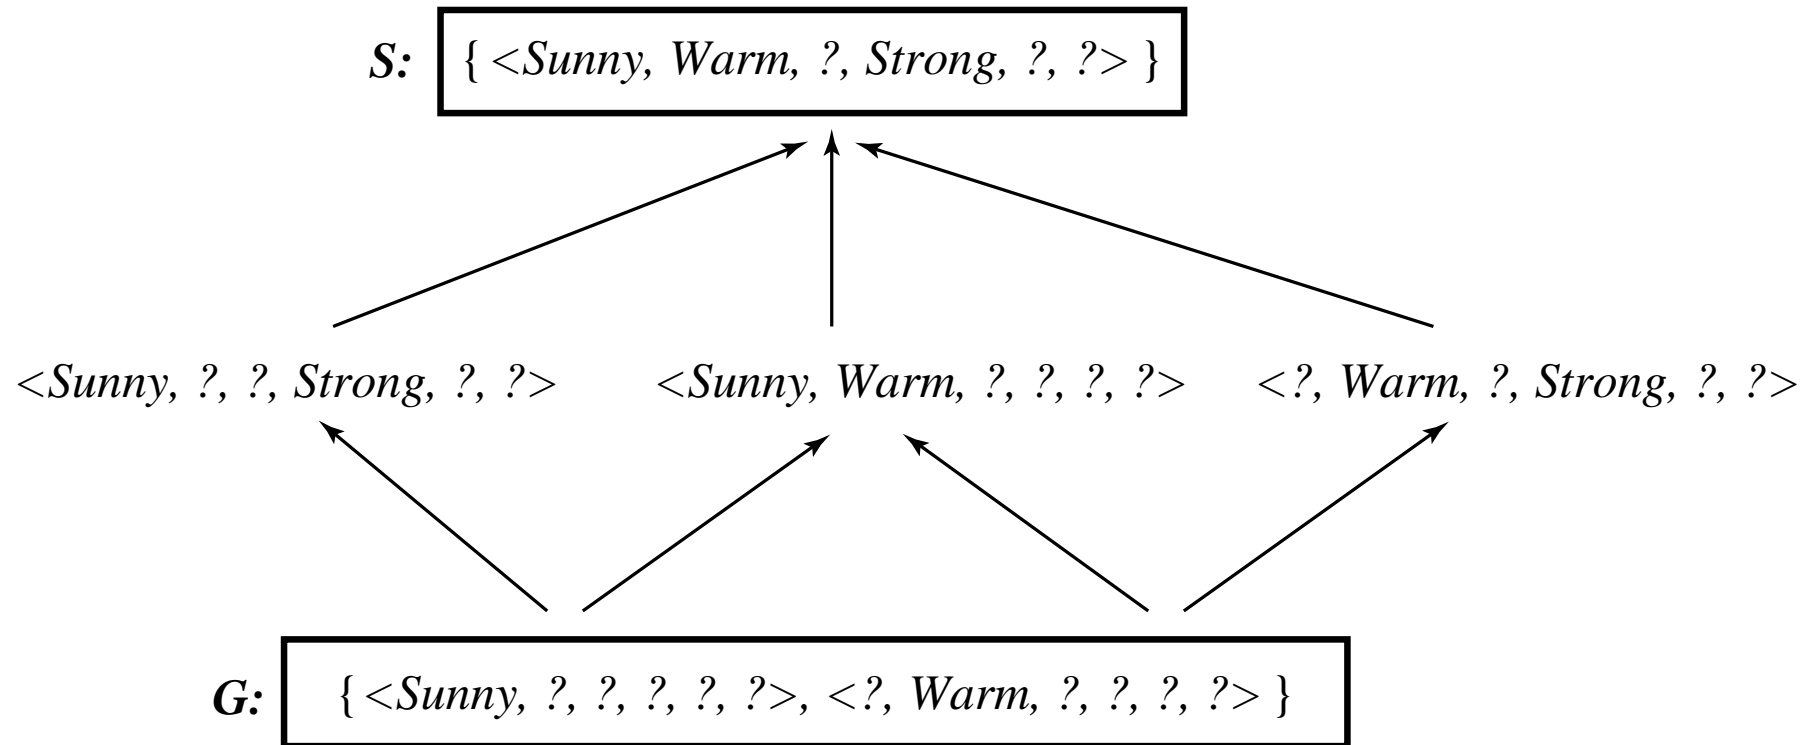 S: { <Sunny, Warm, ?, Strong, ?, ?> }
<Sunny, ?, ?, Strong, ?, ?> <Sunny, Warm, ?, ?, ?, ?> <?, Warm, ?, Strong, ?, ?>
G: { <Sunny, ?, ?, ?, ?, ?>, <?, Warm, ?, ?, ?, ?> }